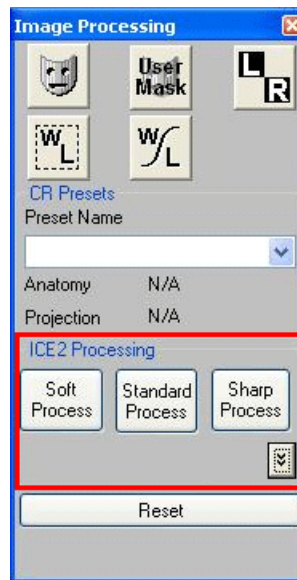 Image Processing
User
Mask
L
R
W
L
W/L
CR Presets
Preset Name
Anatomy N/A
Projection N/A
ICE2 Processing
Soft
Process
Standard
Process
Sharp
Process
Reset